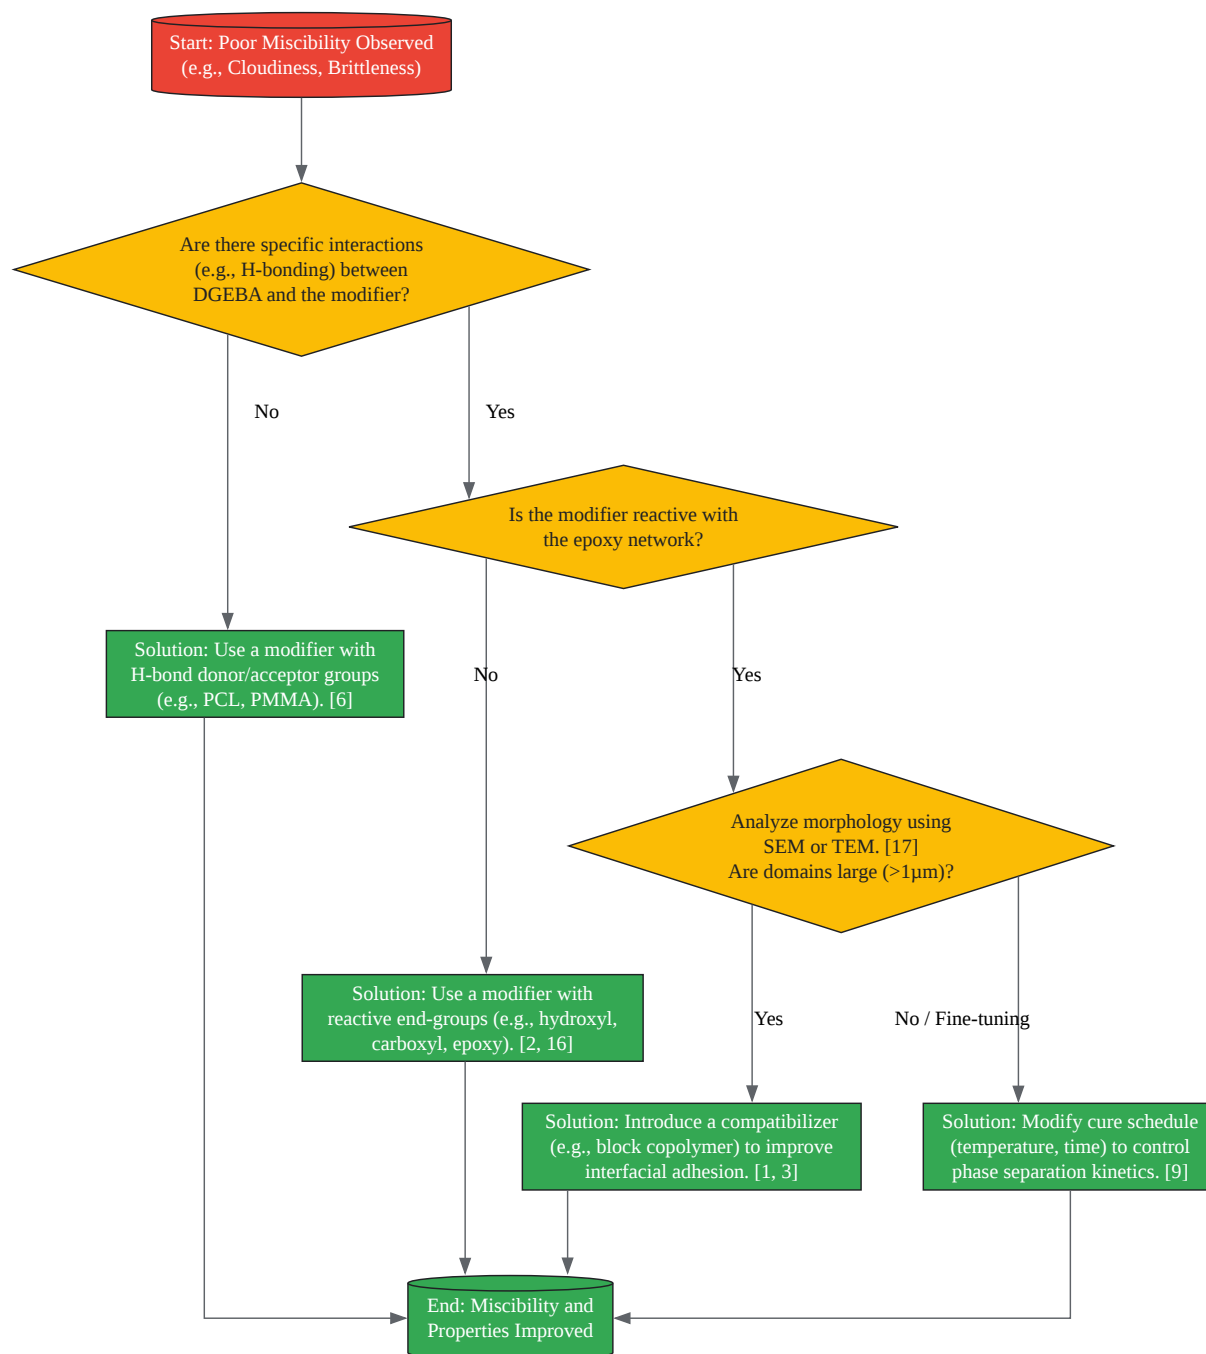 Start: Poor Miscibility Observed
(e.g., Cloudiness, Brittleness)
Are there specific interactions
(e.g., H-bonding) between
DGEBA and the modifier?
No
Yes
Is the modifier reactive with
the epoxy network?
Solution: Use a modifier with
H-bond donor/acceptor groups
(e.g., PCL, PMMA). [6]
No
Yes
Analyze morphology using
SEM or TEM. [17]
Are domains large (>1µm)?
Solution: Use a modifier with
reactive end-groups (e.g., hydroxyl,
carboxyl, epoxy). [2, 16]
Yes
No / Fine-tuning
Solution: Introduce a compatibilizer
(e.g., block copolymer) to improve
interfacial adhesion. [1, 3]
Solution: Modify cure schedule
(temperature, time) to control
phase separation kinetics. [9]
End: Miscibility and
Properties Improved